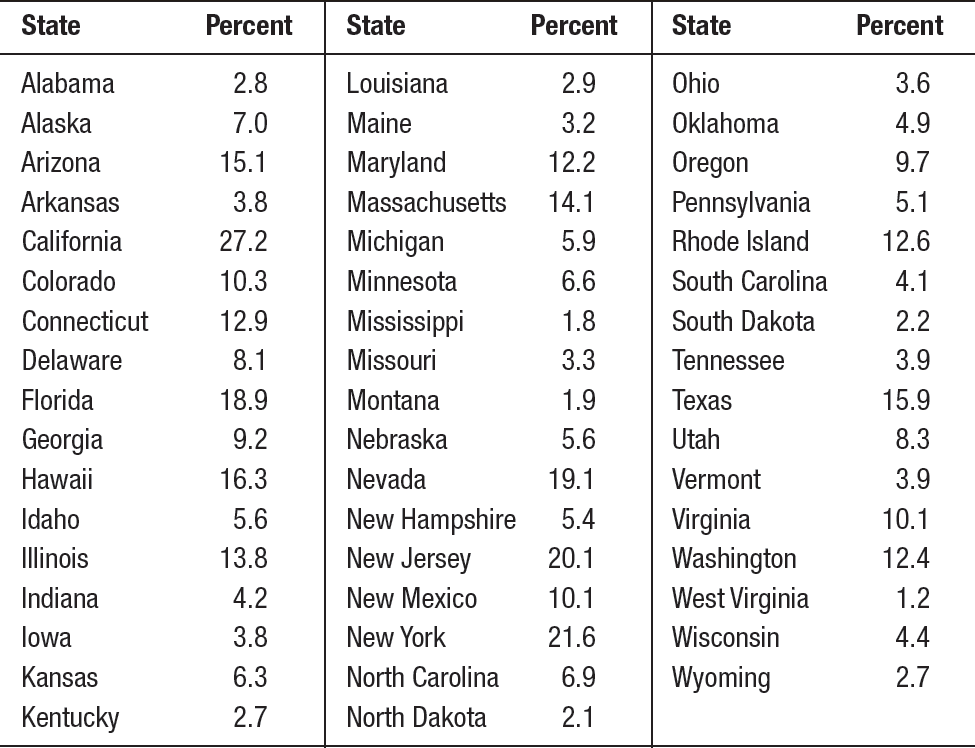 State Percent State Percent State Percent
Alabama 2.8 Louisiana 2.9 Ohio 3.6
Alaska 7.0 Maine 3.2 Oklahoma 4.9
Arizona 15.1 Maryland 12.2 Oregon 9.7
Arkansas 3.8 Massachusetts 14.1 Pennsylvania 5.1
California 27.2 Michigan 5.9 Rhode Island 12.6
Colorado 10.3 Minnesota 6.6 South Carolina 4.1
Connecticut 12.9 Mississippi 1.8 South Dakota 2.2
Delaware 8.1 Missouri 3.3 Tennessee 3.9
Florida 18.9 Montana 1.9 Texas 15.9
Georgia 9.2 Nebraska 5.6 Utah 8.3
Hawaii 16.3 Nevada 19.1 Vermont 3.9
Idaho 5.6 New Hampshire 5.4 Virginia 10.1
Illinois 13.8 New Jersey 20.1 Washington 12.4
Indiana 4.2 New Mexico 10.1 West Virginia 1.2
Iowa 3.8 New York 21.6 Wisconsin 4.4
Kansas 6.3 North Carolina 6.9 Wyoming 2.7
Kentucky 2.7 North Dakota 2.1